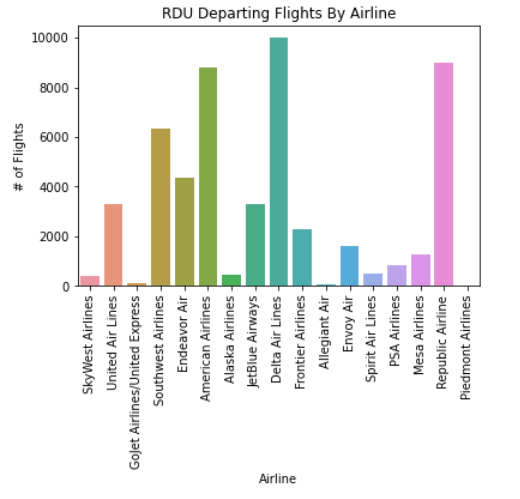 RDU Departing Flights By Airline
10000
8000
6000
4000
2000
0
# of Flights
SkyWest Airlines
United Air Lines
GoJet Airlines/United Express
Southwest Airlines
Endeavor Air
American Airlines
Alaska Airlines
JetBlue Airways
Delta Air Lines
Frontier Airlines
Allegiant Air
Envoy Air
Spirit Air Lines
PSA Airlines
Mesa Airlines
Republic Airline
Piedmont Airlines
Airline